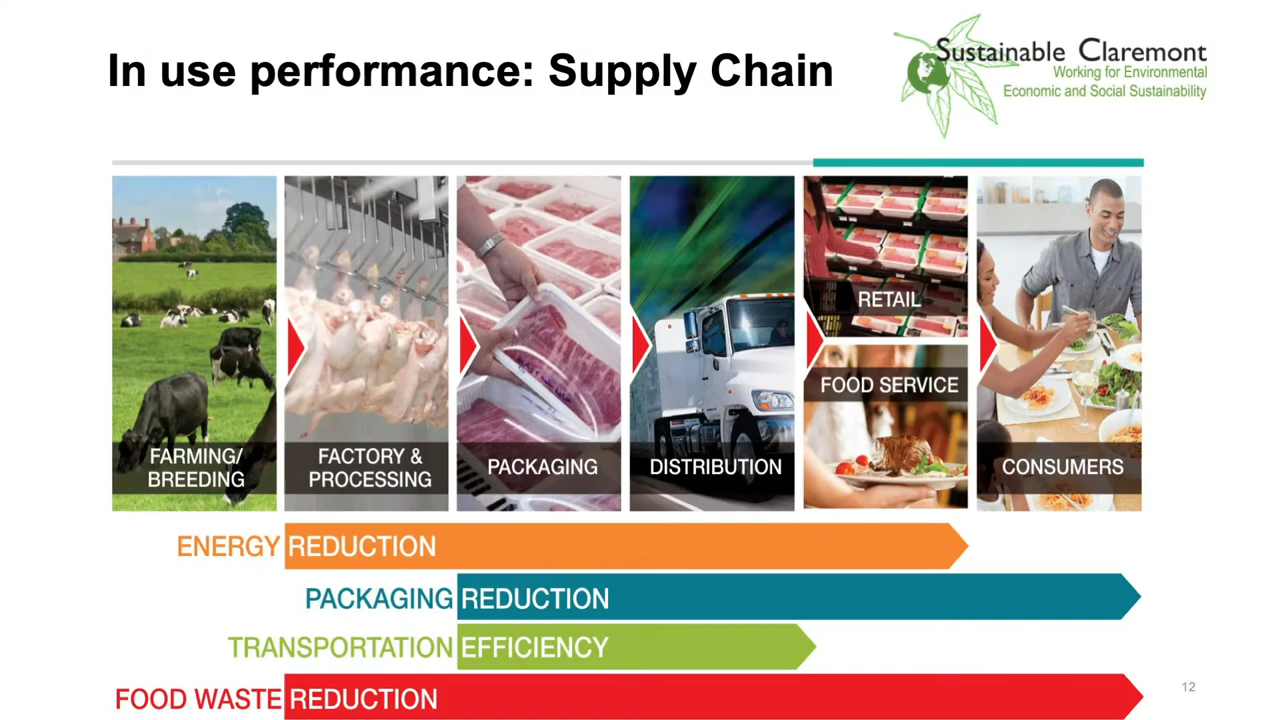 In use performance: Supply Chain
Sustainable Claremont
Working for Environmental
Economic and Social Sustainability
FARMING/
BREEDING
FACTORY &
PROCESSING
PACKAGING
DISTRIBUTION
RETAIL
FOOD SERVICE
CONSUMERS
ENERGY REDUCTION
PACKAGING REDUCTION
TRANSPORTATION EFFICIENCY
FOOD WASTE REDUCTION
12